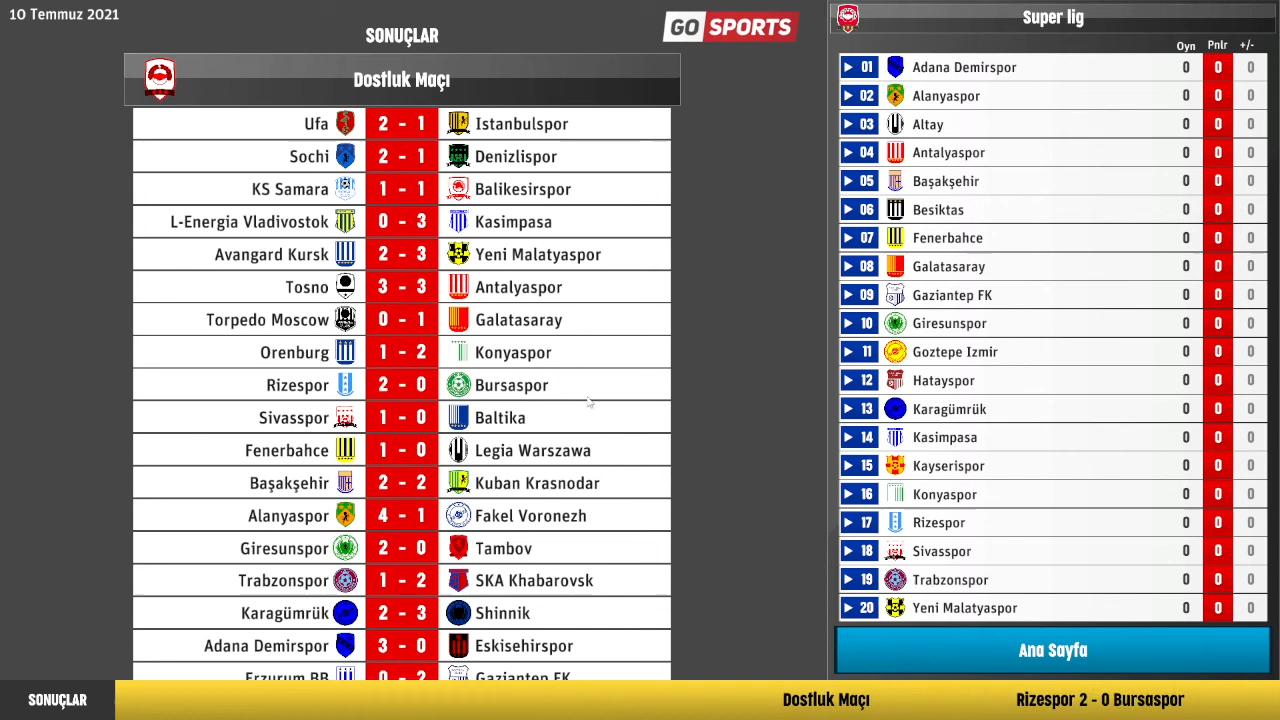 10 Temmuz 2021
SONUÇLAR
GO SPORTS
Dostluk Maçı
Ufa 2 - 1 Istanbulspor
Sochi 2 - 1 Denizlispor
KS Samara 1 - 1 Balikesirspor
L-Energia Vladivostok 0 - 3 Kasimpasa
Avangard Kursk 2 - 3 Yeni Malatyaspor
Tosno 3 - 3 Antalyaspor
Torpedo Moscow 0 - 1 Galatasaray
Orenburg 1 - 2 Konyaspor
Rizespor 2 - 0 Bursaspor
Sivasspor 1 - 0 Baltika
Fenerbahce 1 - 0 Legia Warszawa
Başakşehir 2 - 2 Kuban Krasnodar
Alanyaspor 4 - 1 Fakel Voronezh
Giresunspor 2 - 0 Tambov
Trabzonspor 1 - 2 SKA Khabarovsk
Karagümrük 2 - 3 Shinnik
Adana Demirspor 3 - 0 Eskisehirspor
Erzurum BB 0 - 2 Gaziantep FK
Super lig
Oyn Pnlr +/-
01 Adana Demirspor 0 0 0
02 Alanyaspor 0 0 0
03 Altay 0 0 0
04 Antalyaspor 0 0 0
05 Başakşehir 0 0 0
06 Besiktas 0 0 0
07 Fenerbahce 0 0 0
08 Galatasaray 0 0 0
09 Gaziantep FK 0 0 0
10 Giresunspor 0 0 0
11 Goztepe Izmir 0 0 0
12 Hatayspor 0 0 0
13 Karagümrük 0 0 0
14 Kasimpasa 0 0 0
15 Kayserispor 0 0 0
16 Konyaspor 0 0 0
17 Rizespor 0 0 0
18 Sivasspor 0 0 0
19 Trabzonspor 0 0 0
20 Yeni Malatyaspor 0 0 0
Ana Sayfa
SONUÇLAR Dostluk Maçı Rizespor 2 - 0 Bursaspor